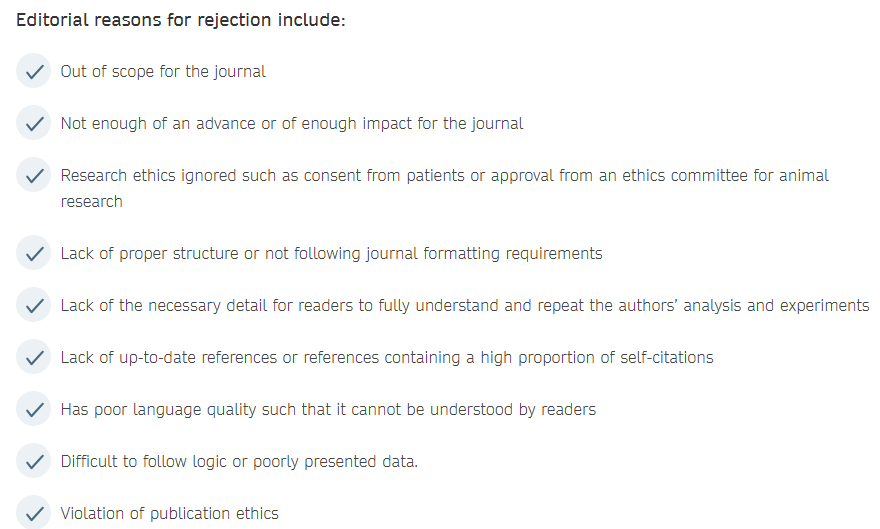 Editorial reasons for rejection include:
Out of scope for the journal
Not enough of an advance or of enough impact for the journal
Research ethics ignored such as consent from patients or approval from an ethics committee for animal
research
Lack of proper structure or not following journal formatting requirements
Lack of the necessary detail for readers to fully understand and repeat the authors’ analysis and experiments
Lack of up-to-date references or references containing a high proportion of self-citations
Has poor language quality such that it cannot be understood by readers
Difficult to follow logic or poorly presented data.
Violation of publication ethics